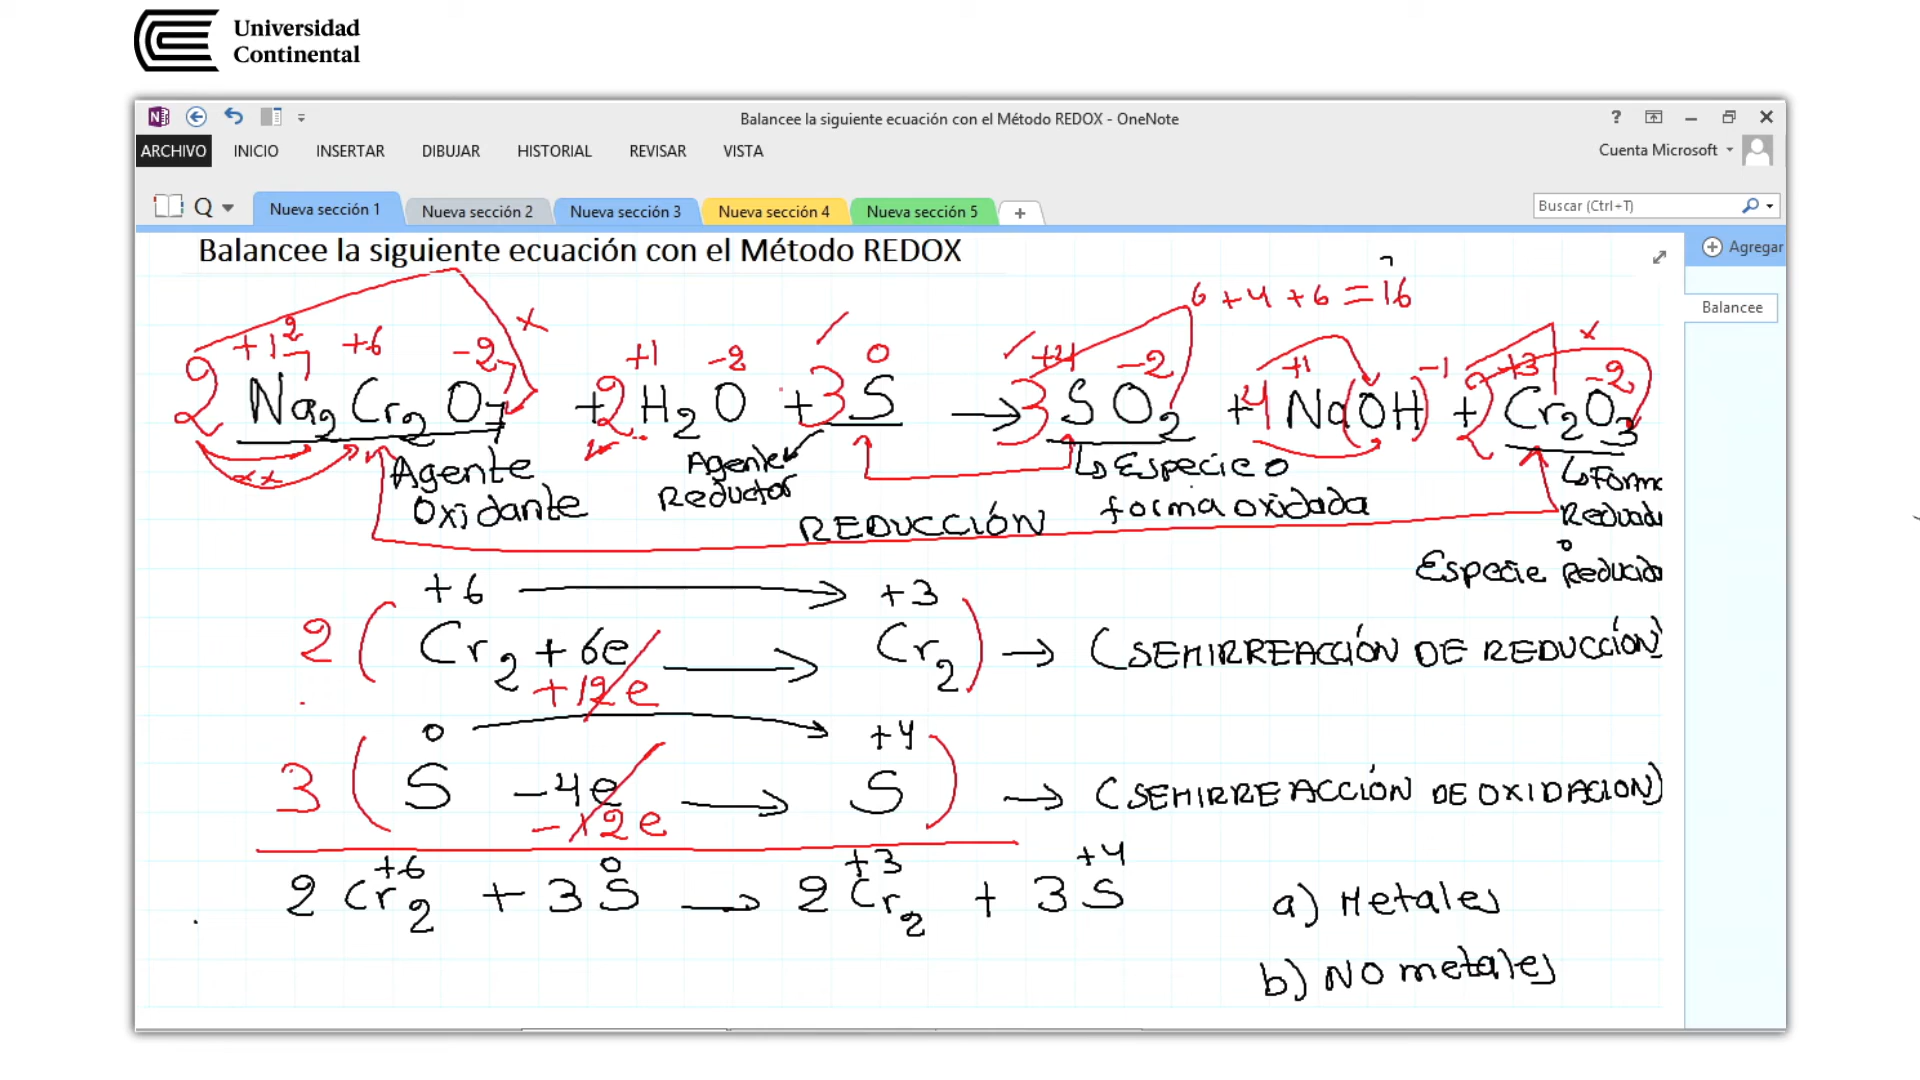 Universidad
Continental
Balancee la siguiente ecuación con el Método REDOX - OneNote
ARCHIVO INICIO INSERTAR DIBUJAR HISTORIAL REVISAR VISTA
Cuenta Microsoft
Nueva sección 1 Nueva sección 2 Nueva sección 3 Nueva sección 4 Nueva sección 5 +
Buscar (Ctrl+T)
Balancee la siguiente ecuación con el Método REDOX
Agregar
Balancee
6 + 4 + 6 = 16
+1 2 +6 -2 7 x +1 -2 0 +4 -2 +1 -1 +3 x -2
2 Na2 Cr2 O7 + 2 H2 O + 3 S → 3 S O2 + 4 Na(OH) + 2 Cr2 O3
xx Agente
Oxidante
Agente
Reductor
↳ Especie o
forma oxidada
↳ Forma
REDUCCIÓN
o
Especie Reducida
+6 → +3
2 ( Cr2 + 6e → Cr2 ) → (SEMIRREACCIÓN DE REDUCCIÓN)
+12e
0 → +4
3 ( S - 4e → S ) → (SEMIRREACCIÓN DE OXIDACION)
- 12e
+6 0 +3 +4
2 Cr2 + 3 S → 2 Cr2 + 3 S
a) Metales
b) NO metales